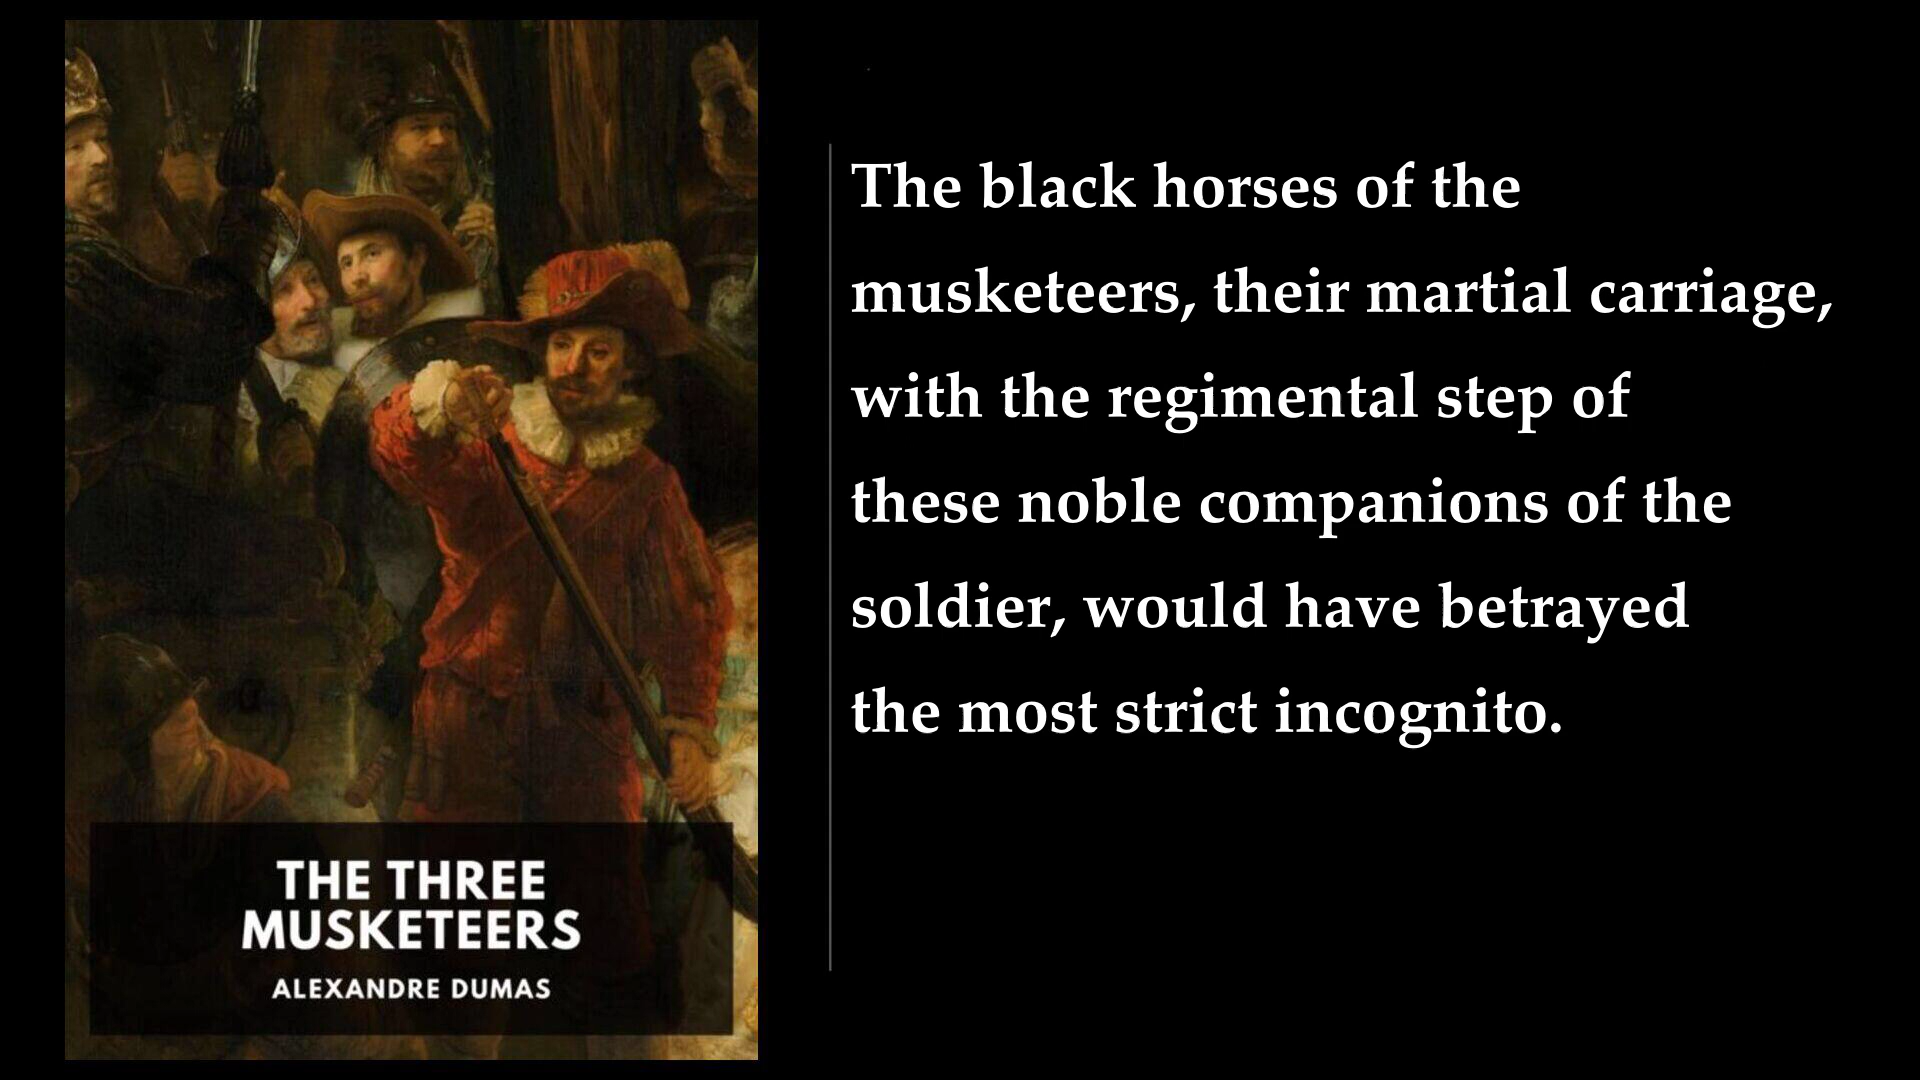 The black horses of the
musketeers, their martial carriage,
with the regimental step of
these noble companions of the
soldier, would have betrayed
the most strict incognito.
THE THREE
MUSKETEERS
ALEXANDRE DUMAS